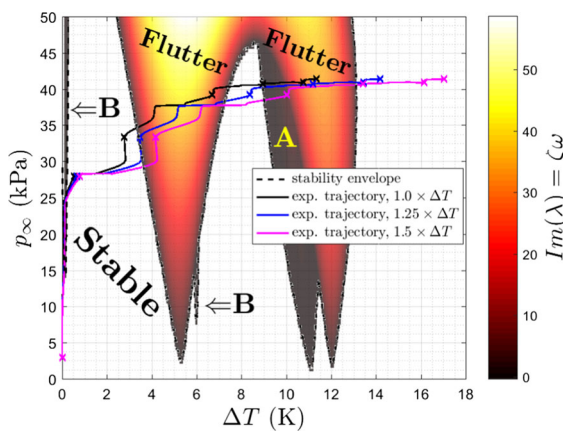 50
45
40
35
30
25
20
15
10
5
0
p∞ (kPa)
0 2 4 6 8 10 12 14 16 18
ΔT (K)
Flutter
Flutter
⇐B
A
Stable
⇐B
stability envelope
exp. trajectory, 1.0 × ΔT
exp. trajectory, 1.25 × ΔT
exp. trajectory, 1.5 × ΔT
50
40
30
20
10
0
Im(λ) = ζω